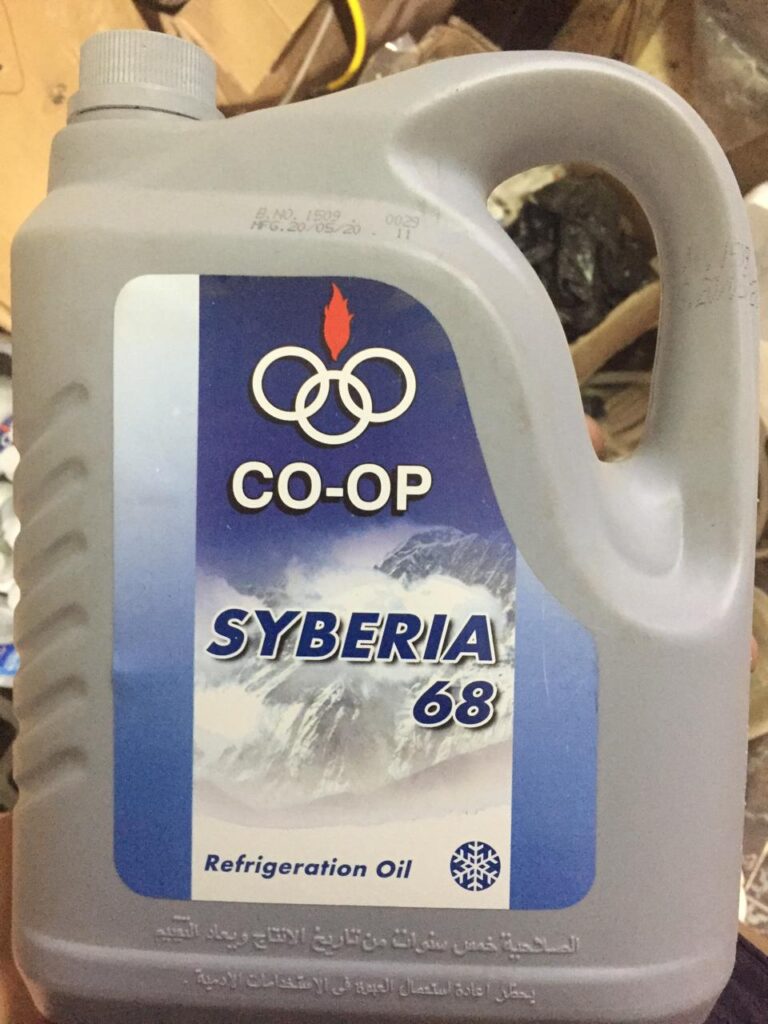 B.NO. 1509 0029
MFG.20/05/20 . 11
CO-OP
SYBERIA
68
Refrigeration Oil
الصلاحية خمس سنوات من تاريخ الانتاج ويعاد التقييم
يحظر اعادة استعمال العبوة فى الاستخدامات الادمية .